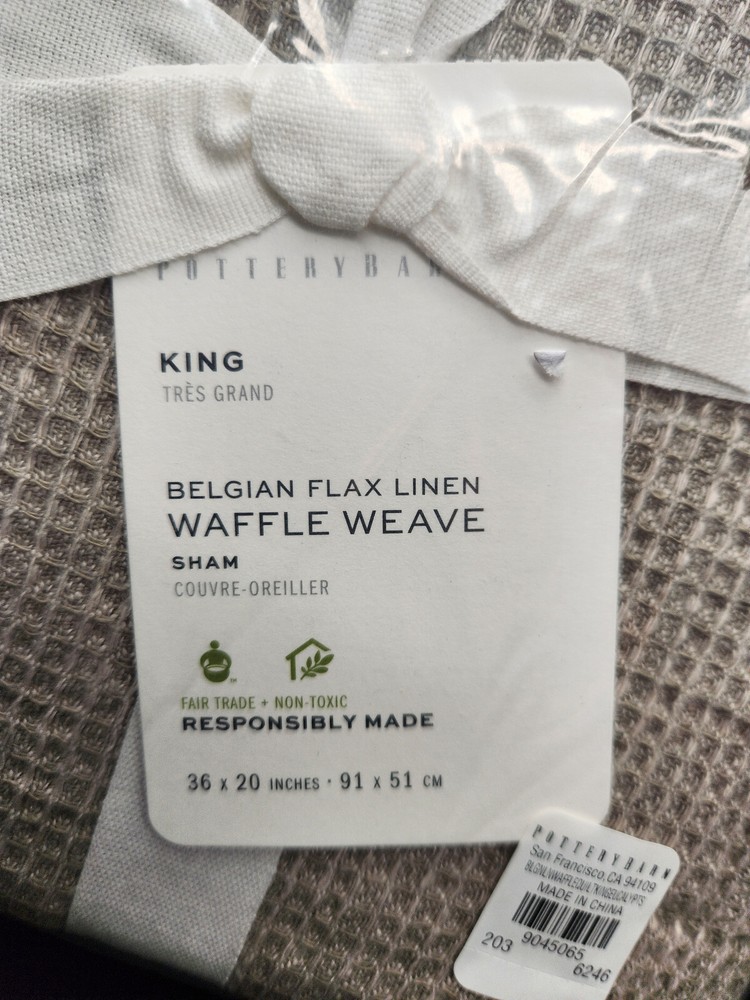 POTTERYBAR
KING
TRÈS GRAND
BELGIAN FLAX LINEN
WAFFLE WEAVE
SHAM
COUVRE-OREILLER
FAIR TRADE + NON-TOXIC
RESPONSIBLY MADE
36 x 20 INCHES · 91 x 51 CM
POTTERYBARN
San Francisco, CA 94109
MADE IN CHINA
203 9045065
6246